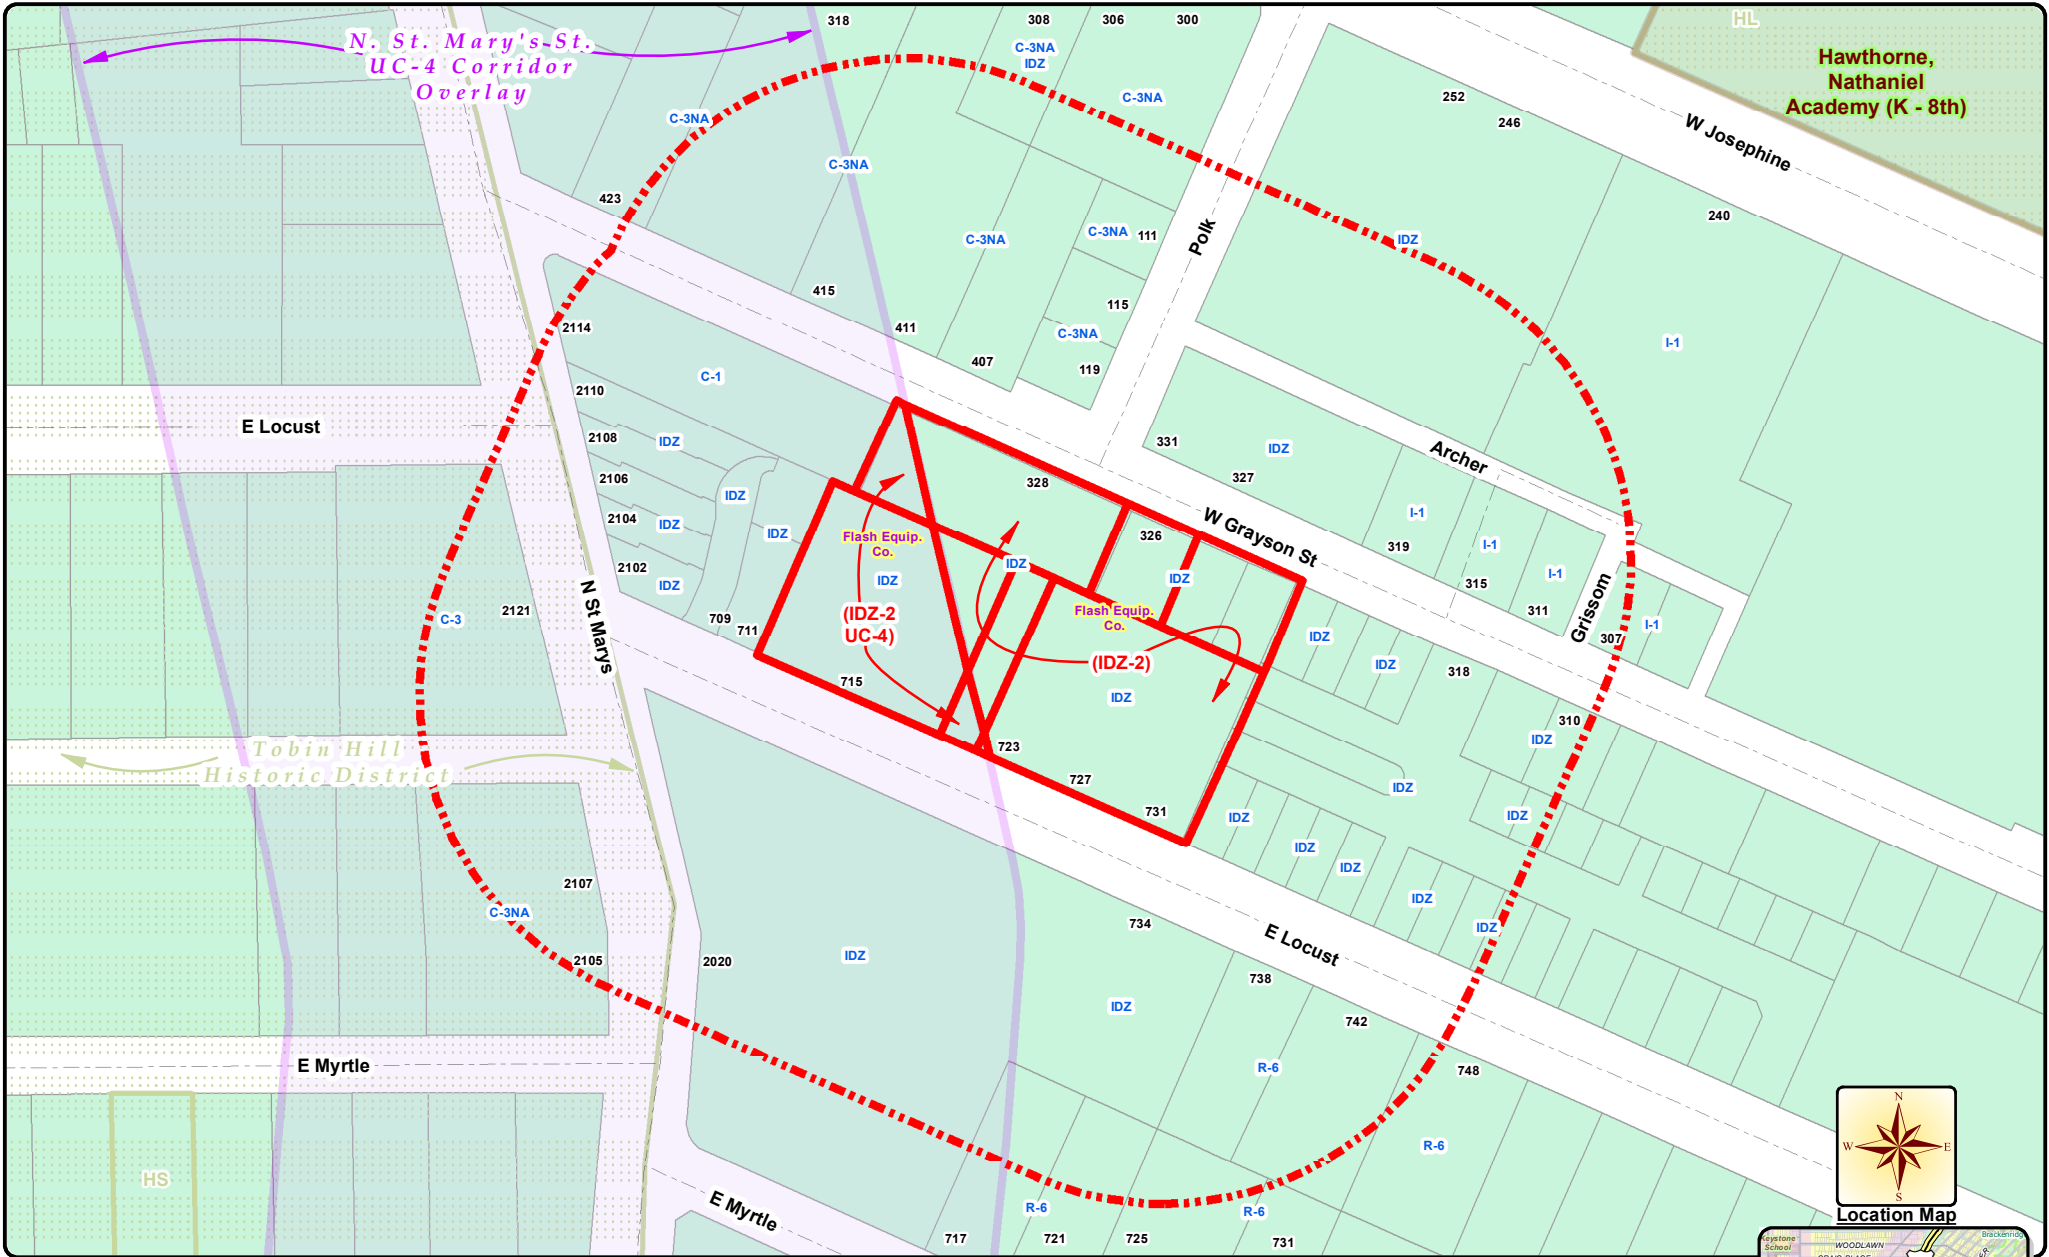 318
308
306
300
HL
N. St. Mary's St.
UC-4 Corridor
Overlay
C-3NA
IDZ
Hawthorne,
Nathaniel
Academy (K - 8th)
C-3NA
C-3NA
252
246
W Josephine
C-3NA
423
C-3NA
C-3NA
111
Polk
IDZ
240
415
115
2114
411
C-3NA
407
119
I-1
C-1
2110
E Locust
2108
IDZ
331
IDZ
Archer
2106
IDZ
328
327
2104
IDZ
IDZ
W Grayson St
I-1
Flash Equip.
Co.
326
319
I-1
2102
IDZ
IDZ
IDZ
IDZ
I-1
N St Marys
C-3
2121
709
711
(IDZ-2
UC-4)
Flash Equip.
Co.
315
311
Grissom
307
I-1
IDZ
IDZ
(IDZ-2)
318
715
IDZ
310
IDZ
Tobin Hill
Historic District
723
727
731
IDZ
IDZ
IDZ
IDZ
IDZ
2107
C-3NA
IDZ
IDZ
734
E Locust
2105
2020
IDZ
738
IDZ
742
E Myrtle
R-6
748
R-6
HS
N
W
E
S
E Myrtle
R-6
R-6
Location Map
717
721
725
731
Keystone
School
WOODLAWN
Brackenridg